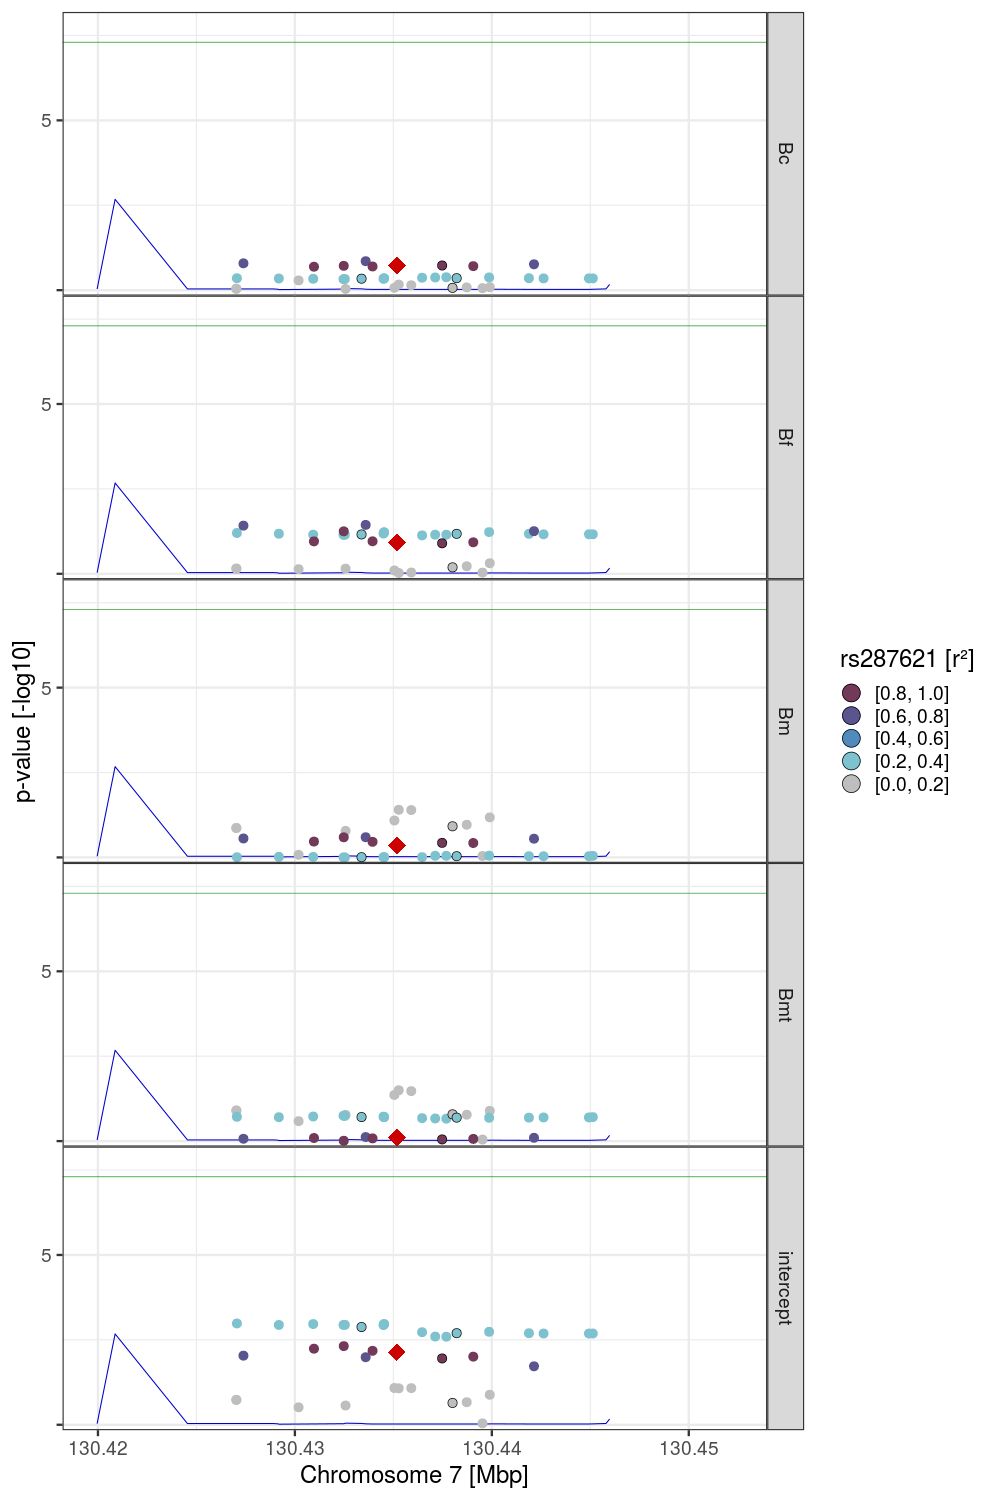 5
Bc
5
Bf
5
Bm
5
Bmt
5
intercept
p-value [-log10]
130.42
130.43
130.44
130.45
Chromosome 7 [Mbp]
rs287621 [r²]
[0.8, 1.0]
[0.6, 0.8]
[0.4, 0.6]
[0.2, 0.4]
[0.0, 0.2]